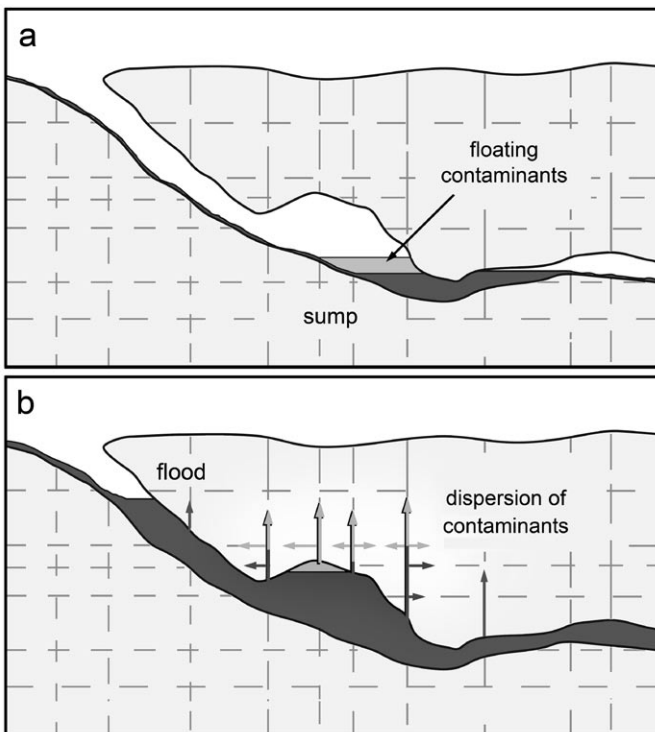 a
floating
contaminants
sump
b
flood
dispersion of
contaminants